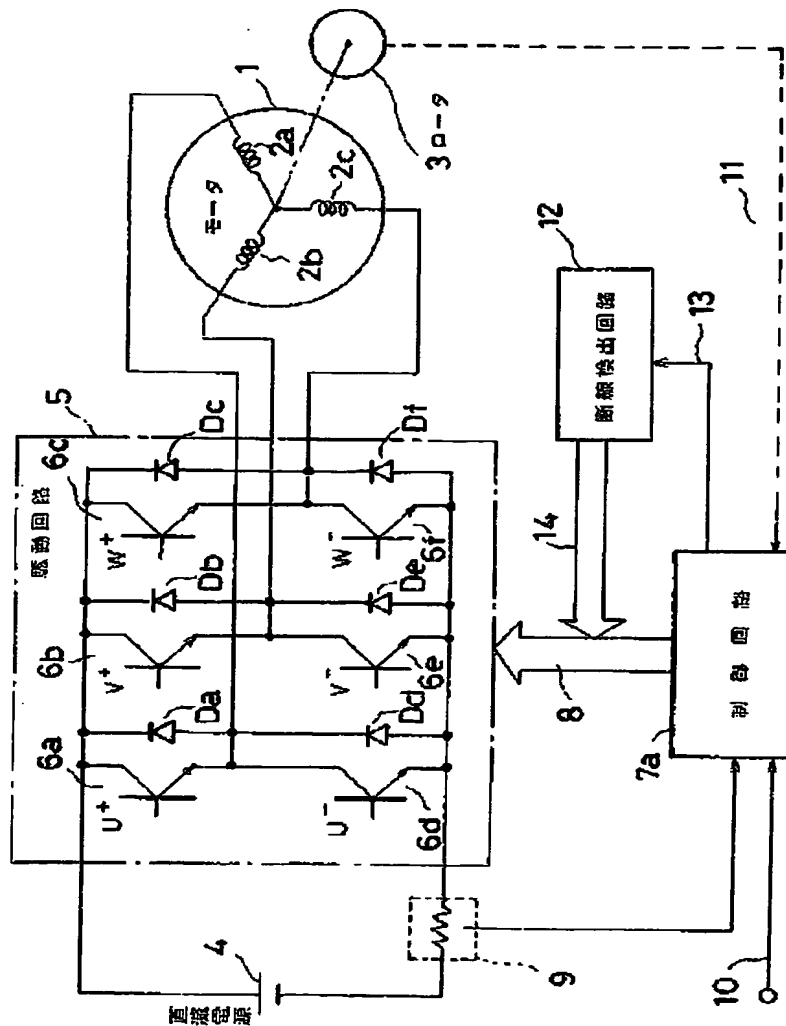 駆動回路
5
6a
U+
Da
6b
V+
Db
6c
W+
Dc
U-
6d
Dd
V-
6e
De
W-
6f
Df
4
直流電源
1
モータ
2a
2b
2c
3 ロータ
9
10
7a
制御回路
8
14
12
断線検出回路
13
11